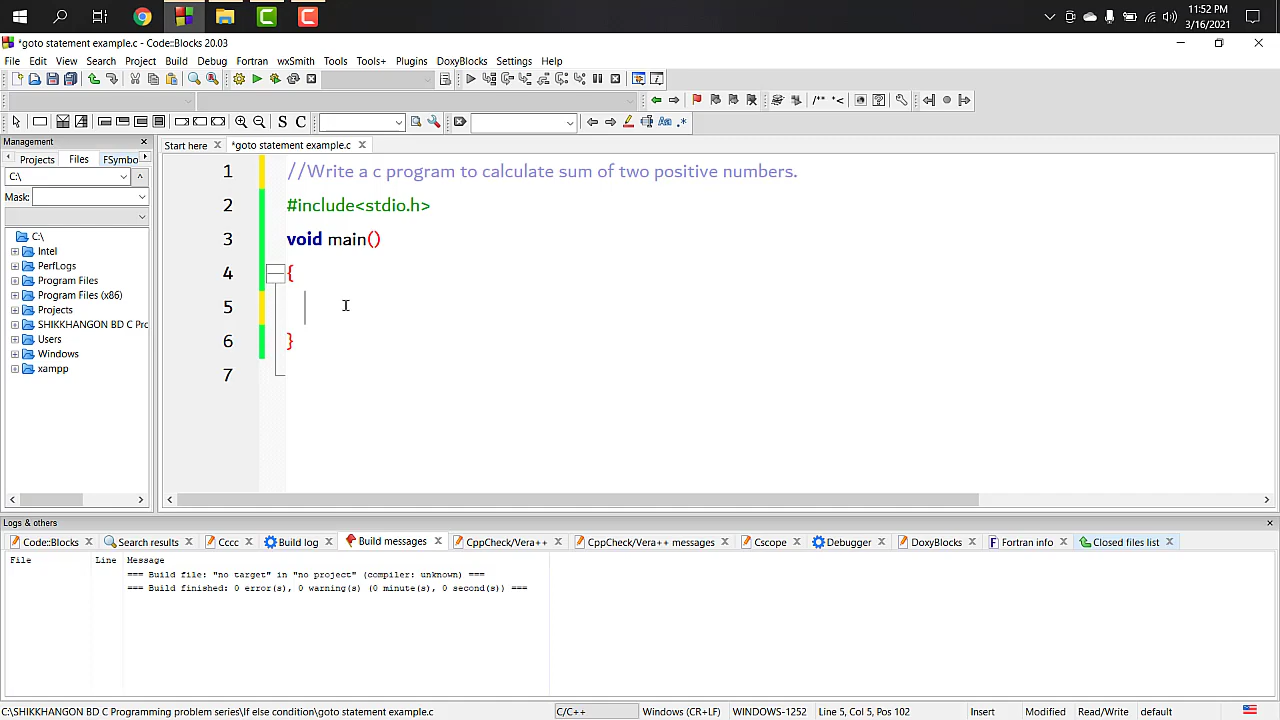 11:52 PM
3/16/2021
*goto statement example.c - Code::Blocks 20.03
File Edit View Search Project Build Debug Fortran wxSmith Tools Tools+ Plugins DoxyBlocks Settings Help
/** *<
S C
Aa .*
Management
Projects Files FSymbo
Start here *goto statement example.c
C:\
Mask:
C:\
Intel
PerfLogs
Program Files
Program Files (x86)
Projects
SHIKKHANGON BD C Prc
Users
Windows
xampp
1 //Write a c program to calculate sum of two positive numbers.
2 #include<stdio.h>
3 void main()
4 {
5
6 }
7
Logs & others
Code::Blocks Search results Cccc Build log Build messages CppCheck/Vera++ CppCheck/Vera++ messages Cscope Debugger DoxyBlocks Fortran info Closed files list
File Line Message
=== Build file: "no target" in "no project" (compiler: unknown) ===
=== Build finished: 0 error(s), 0 warning(s) (0 minute(s), 0 second(s)) ===
C:\SHIKKHANGON BD C Programming problem series\If else condition\goto statement example.c C/C++ Windows (CR+LF) WINDOWS-1252 Line 5, Col 5, Pos 102 Insert Modified Read/Write default